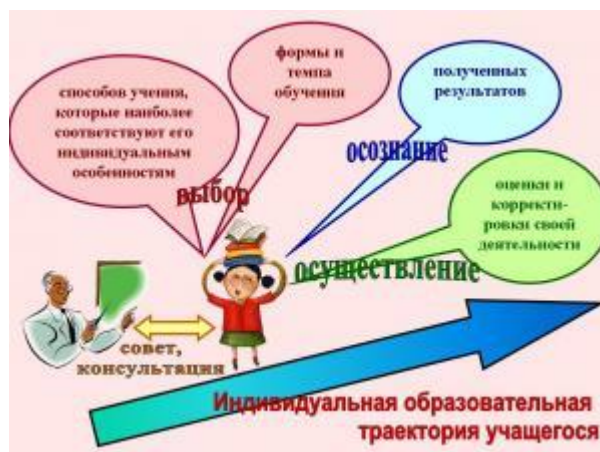 способов учения,
которые наиболее
соответствуют его
индивидуальным
особенностям
формы и
темпа
обучения
выбор
полученных
результатов
осознание
оценки и
корректи-
ровки своей
деятельности
осуществление
совет,
консультация
Индивидуальная образовательная
траектория учащегося